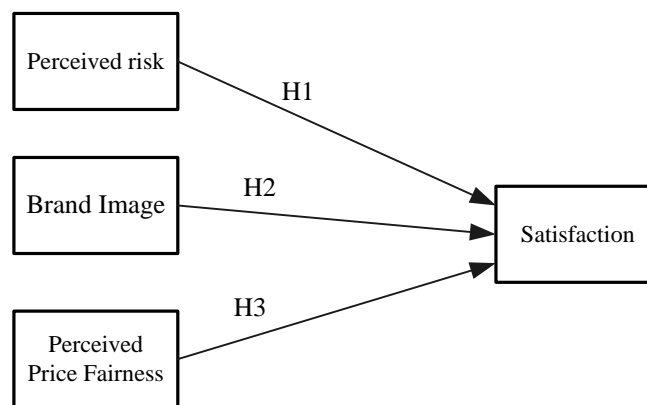 Perceived risk
H1
Brand Image
H2
Satisfaction
H3
Perceived
Price Fairness